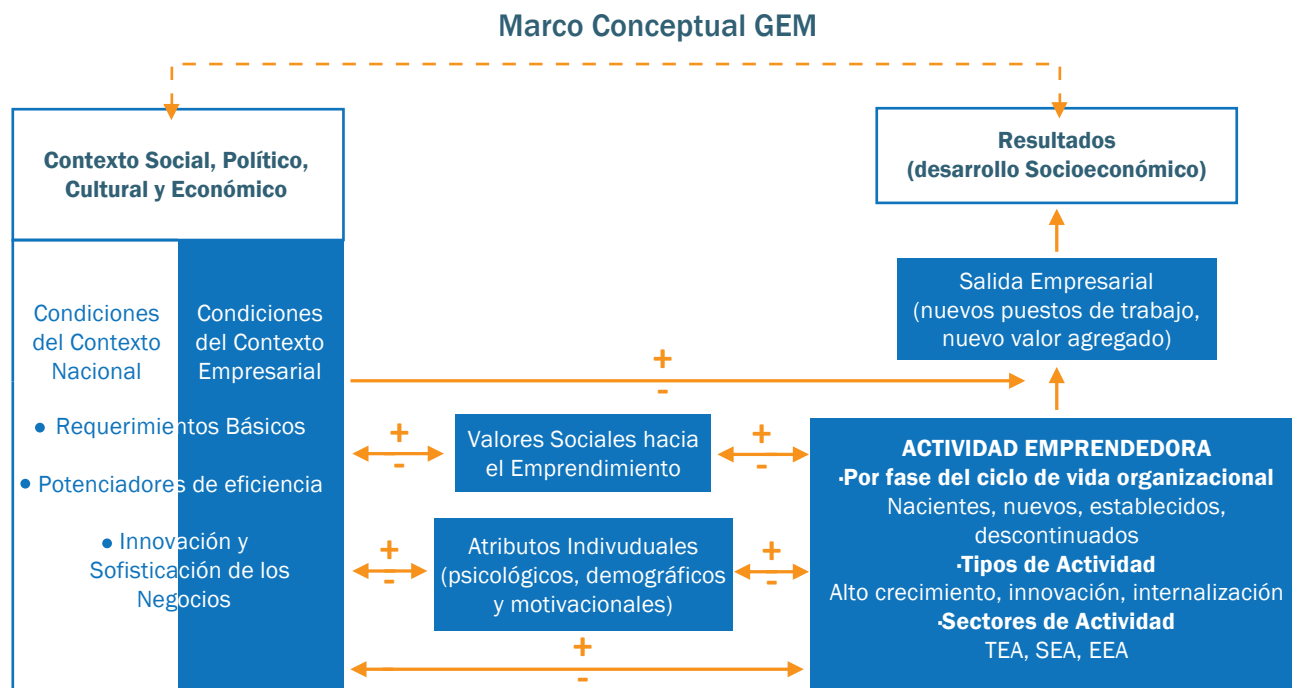 Marco Conceptual GEM
Contexto Social, Político,
Cultural y Económico
Resultados
(desarrollo Socioeconómico)
Condiciones
del Contexto
Nacional
Condiciones
del Contexto
Empresarial
• Requerimientos Básicos
• Potenciadores de eficiencia
• Innovación y
Sofisticación de los
Negocios
Salida Empresarial
(nuevos puestos de trabajo,
nuevo valor agregado)
+
-
+
-
Valores Sociales hacia
el Emprendimiento
+
-
+
-
Atributos Indivuduales
(psicológicos, demográficos
y motivacionales)
+
-
+
-
ACTIVIDAD EMPRENDEDORA
·Por fase del ciclo de vida organizacional
Nacientes, nuevos, establecidos,
descontinuados
·Tipos de Actividad
Alto crecimiento, innovación, internalización
·Sectores de Actividad
TEA, SEA, EEA